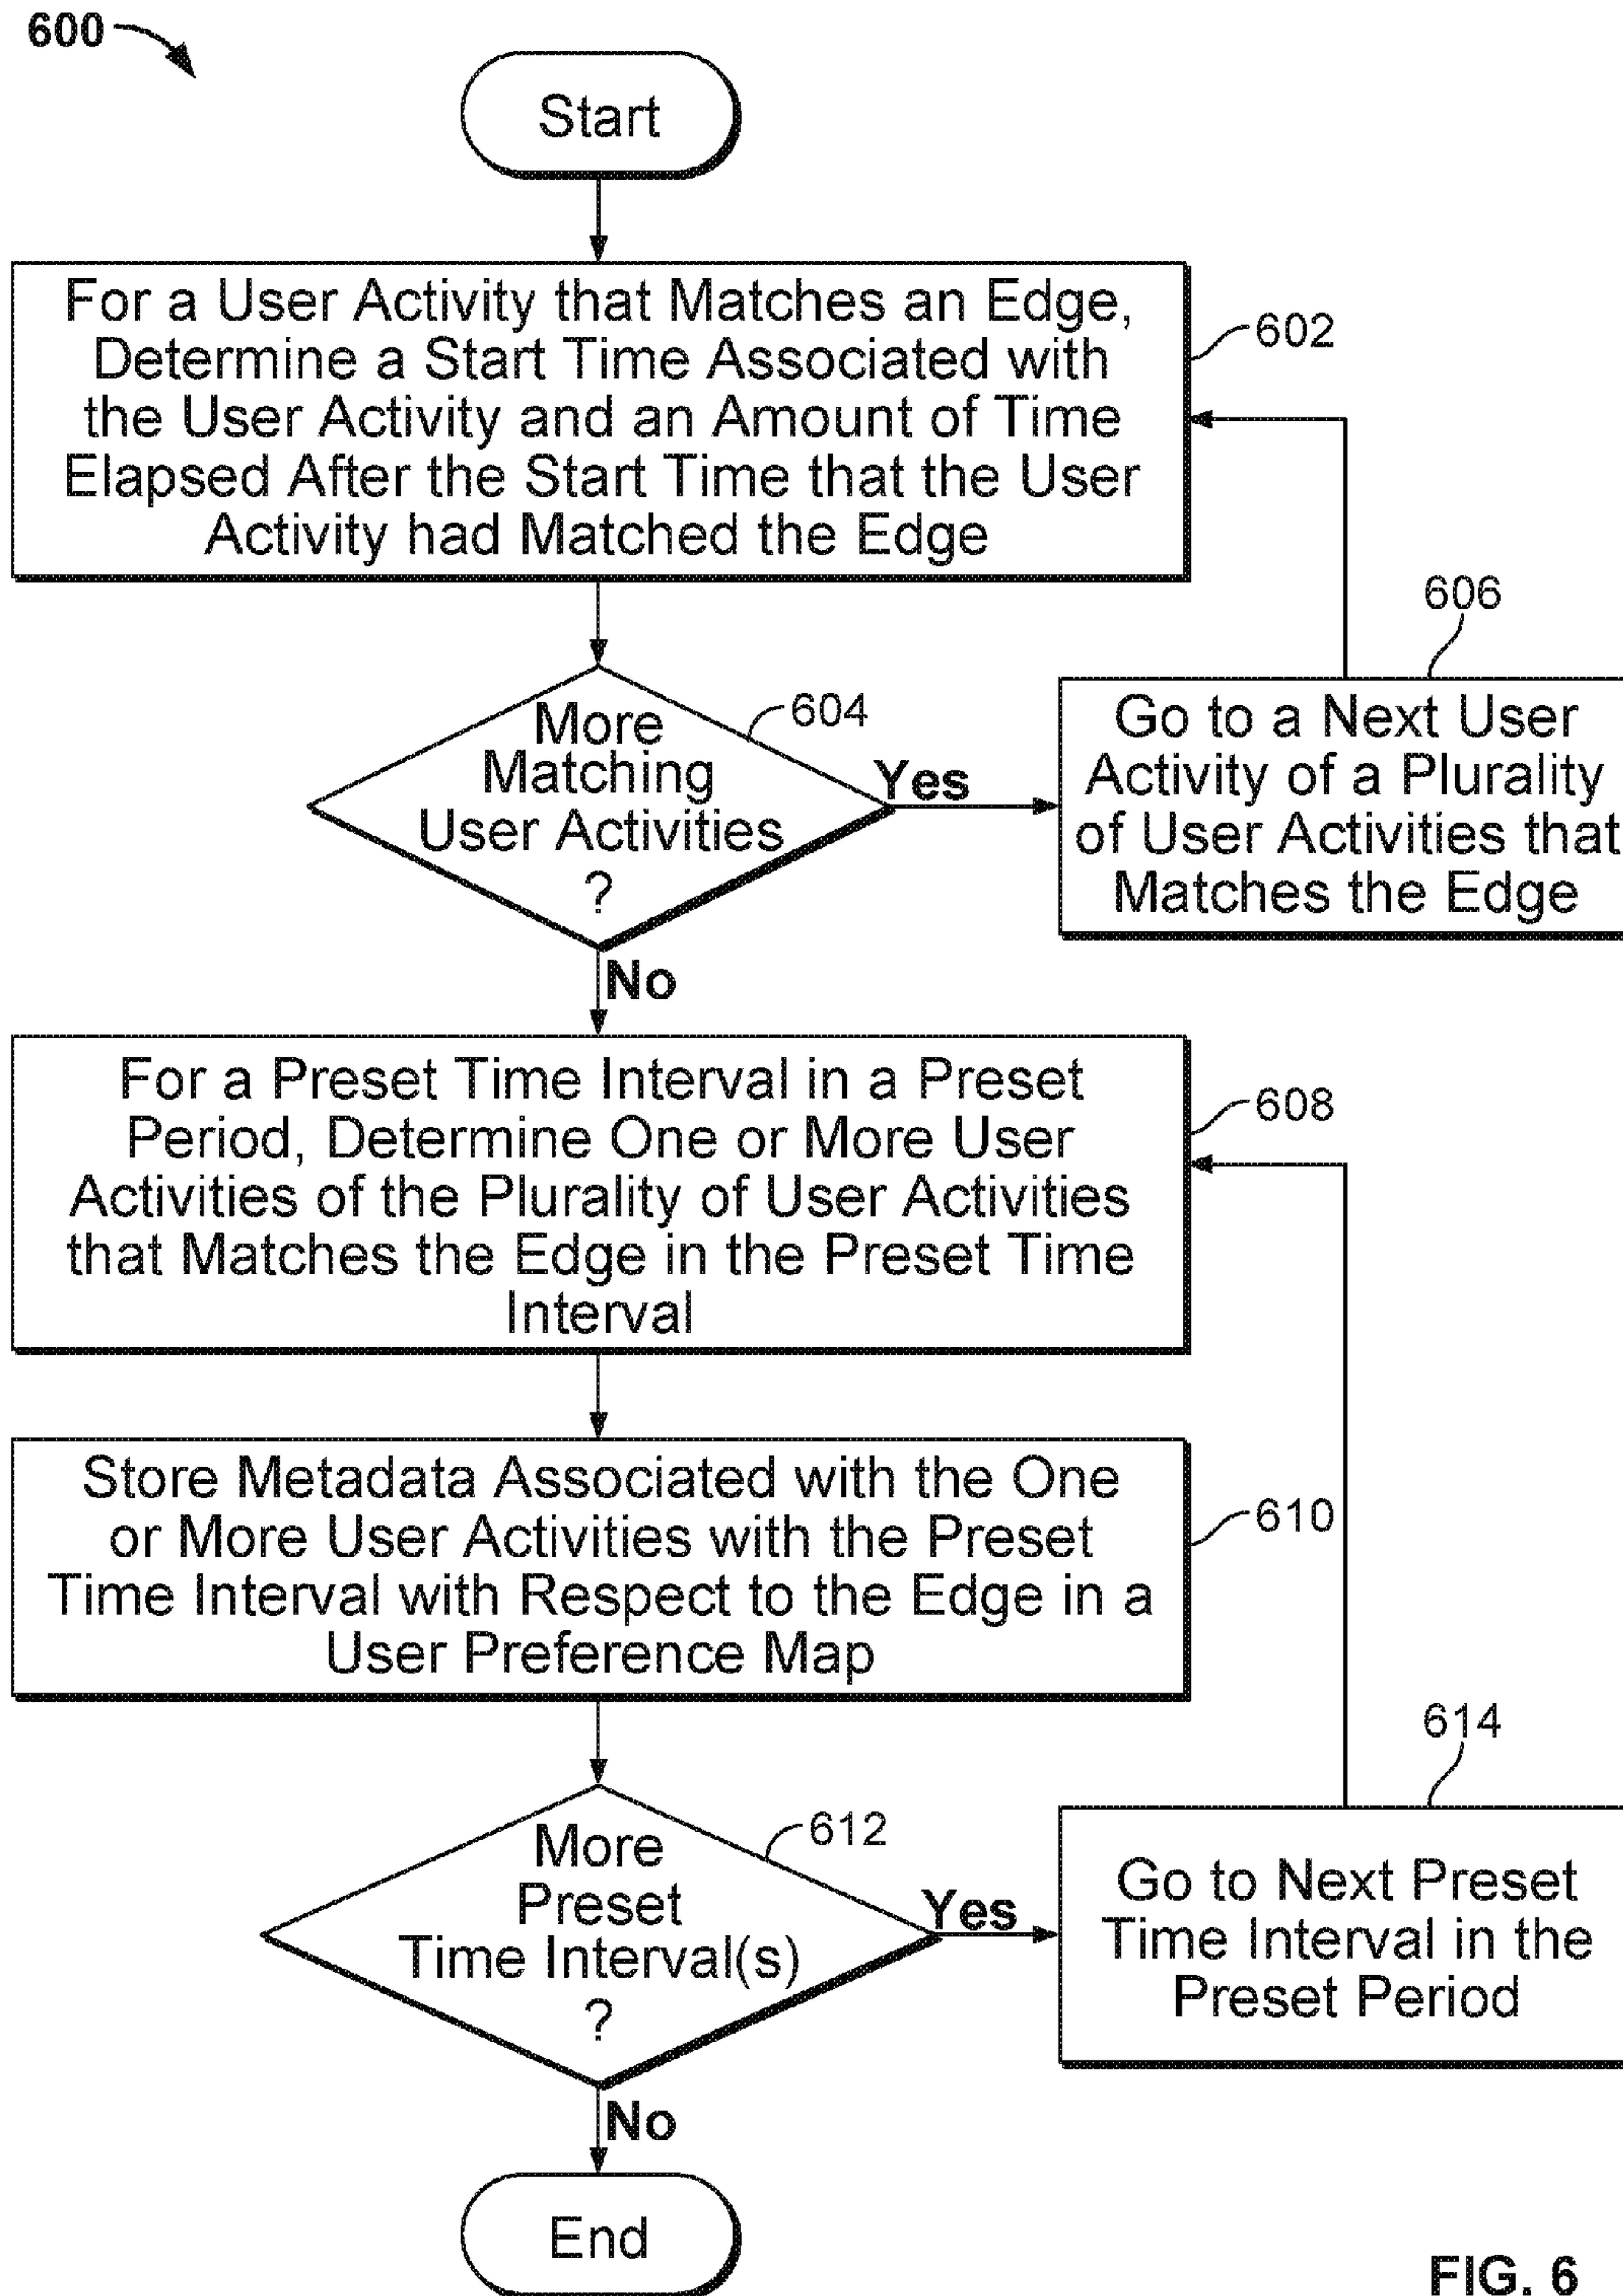 600
Start
For a User Activity that Matches an Edge,
Determine a Start Time Associated with
the User Activity and an Amount of Time
Elapsed After the Start Time that the User
Activity had Matched the Edge
602
More
Matching
User Activities
?
604
Yes
606
Go to a Next User
Activity of a Plurality
of User Activities that
Matches the Edge
No
For a Preset Time Interval in a Preset
Period, Determine One or More User
Activities of the Plurality of User Activities
that Matches the Edge in the Preset Time
Interval
608
Store Metadata Associated with the One
or More User Activities with the Preset
Time Interval with Respect to the Edge in a
User Preference Map
610
More
Preset
Time Interval(s)
?
612
Yes
614
Go to Next Preset
Time Interval in the
Preset Period
No
End
FIG. 6